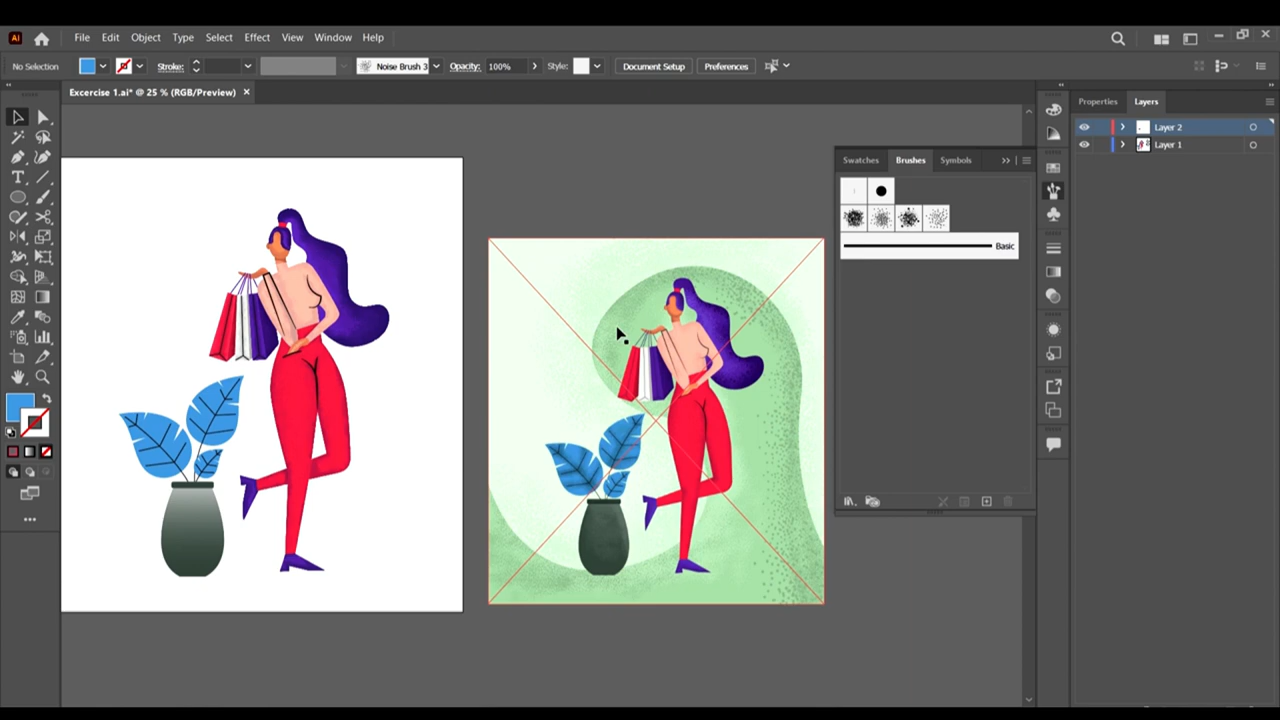 Ai File Edit Object Type Select Effect View Window Help
No Selection Stroke: Noise Brush 3 Opacity: 100% Style: Document Setup Preferences
Excercise 1.ai* @ 25 % (RGB/Preview)
Properties Layers
Layer 2
Layer 1
Swatches Brushes Symbols
Basic